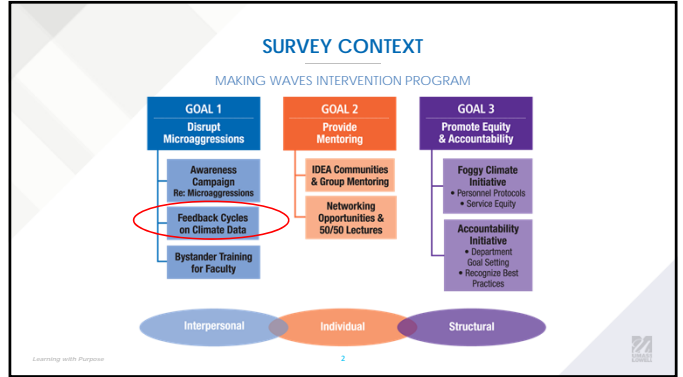 SURVEY CONTEXT
MAKING WAVES INTERVENTION PROGRAM
GOAL 1
Disrupt
Microaggressions
Awareness
Campaign
Re: Microaggressions
Feedback Cycles
on Climate Data
Bystander Training
for Faculty
GOAL 2
Provide
Mentoring
IDEA Communities
& Group Mentoring
Networking
Opportunities &
50/50 Lectures
GOAL 3
Promote Equity
& Accountability
Foggy Climate
Initiative
• Personnel Protocols
• Service Equity
Accountability
Initiative
• Department
Goal Setting
• Recognize Best
Practices
Interpersonal
Individual
Structural
Learning with Purpose
2